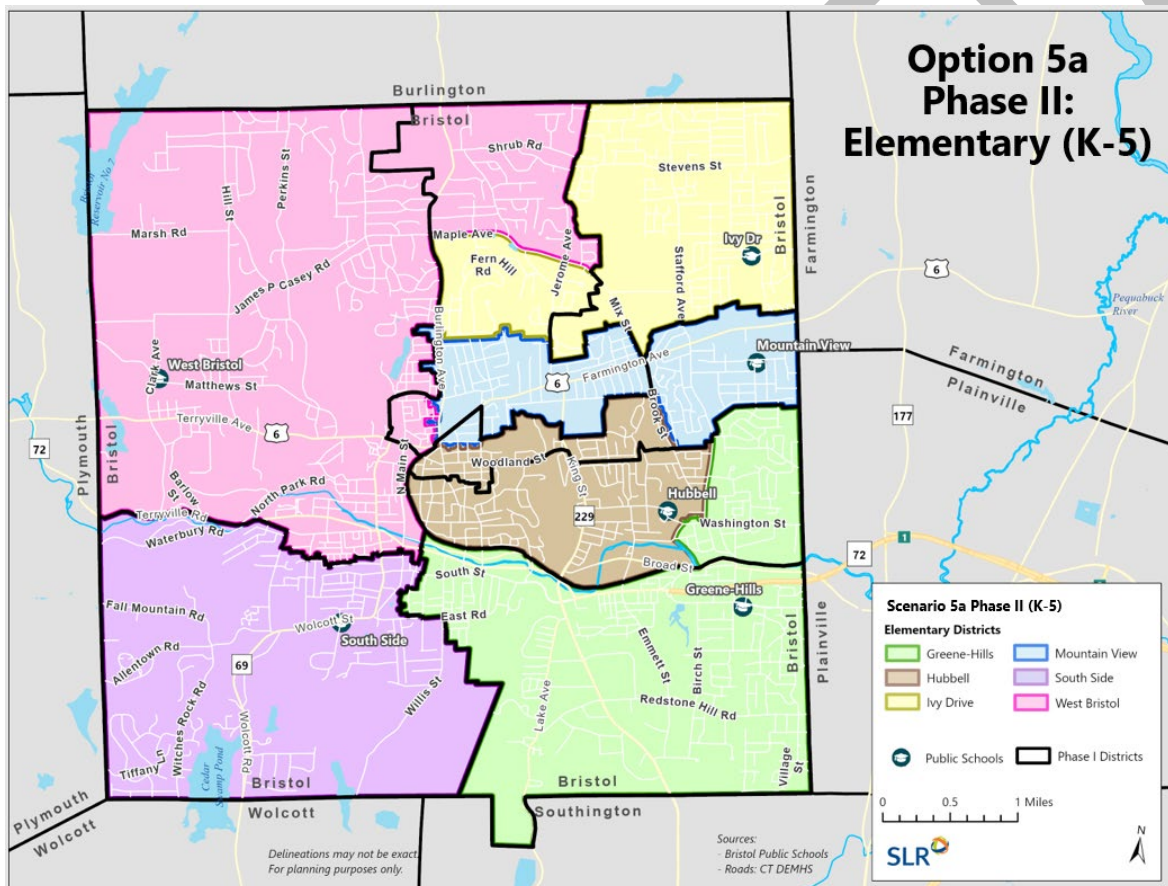 Option 5a
Phase II:
Elementary (K-5)
Burlington
Bristol
Shrub Rd
Stevens St
Perkins St
Hill St
Reservoir No 7
Marsh Rd
Maple Ave
Fern
Rd
Hill
Jerome Ave
Ivy Dr
Bristol
Farmington
Stafford Ave
6
James P Casey Rd
Mix St
Pequabuck
River
Burlington Ave
Mountain View
Farmington
Plainville
Clark Ave
West Bristol
Matthews St
Farmington Ave
6
Brook St
177
Terryville Ave
6
72
Plymouth
Bristol
N Main St
Woodland St
King St
Barlow
St
North Park Rd
Hubbell
229
Washington St
Terryville Rd
Waterbury Rd
Broad St
72
1
South St
Greene-Hills
Fall Mountain Rd
East Rd
Wolcott St
South Side
Bristol
Plainville
Allentown Rd
69
Emmett St
Birch St
Willis St
Redstone Hill Rd
Witches Rock Rd
Wolcott Rd
Lake Ave
Tiffany Ln
Cedar
Swamp Pond
Village
St
Bristol
Wolcott
Bristol
Southington
Plymouth
Wolcott
Delineations may not be exact.
For planning purposes only.
Sources:
- Bristol Public Schools
- Roads: CT DEMHS
Scenario 5a Phase II (K-5)
Elementary Districts
Greene-Hills
Mountain View
Hubbell
South Side
Ivy Drive
West Bristol
Public Schools
Phase I Districts
0 0.5 1 Miles
SLR
N